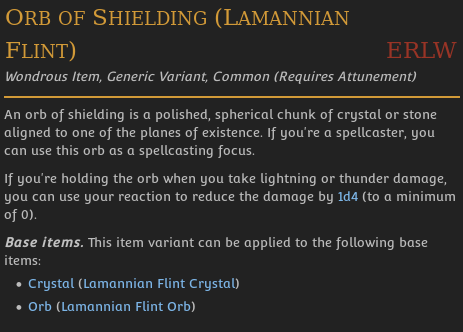 Orb of Shielding (Lamannian
Flint) ERLW
Wondrous Item, Generic Variant, Common (Requires Attunement)
An orb of shielding is a polished, spherical chunk of crystal or stone
aligned to one of the planes of existence. If you're a spellcaster, you
can use this orb as a spellcasting focus.
If you're holding the orb when you take lightning or thunder damage,
you can use your reaction to reduce the damage by 1d4 (to a minimum
of 0).
Base items. This item variant can be applied to the following base
items:
• Crystal (Lamannian Flint Crystal)
• Orb (Lamannian Flint Orb)